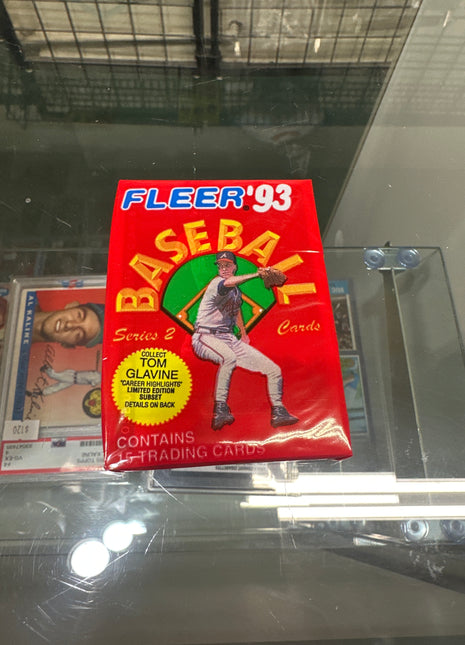 FLEER.'93
BASEBALL
Series 2
Cards
COLLECT
TOM
GLAVINE
"CAREER HIGHLIGHTS"
LIMITED EDITION
SUBSET
DETAILS ON BACK
CONTAINS
15 TRADING CARDS
AL KALINE
$120